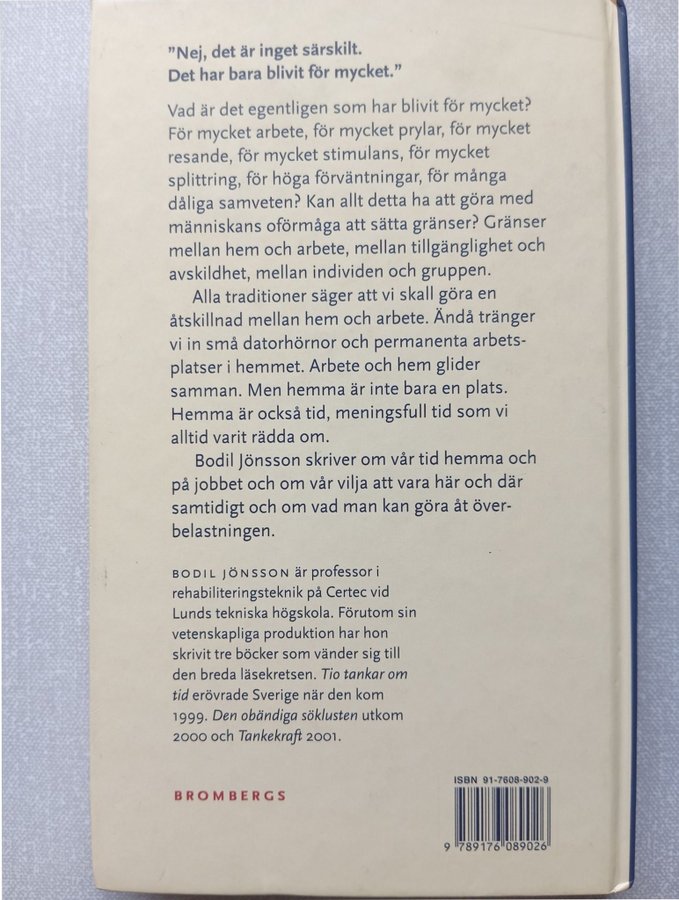 ”Nej, det är inget särskilt.
Det har bara blivit för mycket.”
Vad är det egentligen som har blivit för mycket?
För mycket arbete, för mycket prylar, för mycket
resande, för mycket stimulans, för mycket
splittring, för höga förväntningar, för många
dåliga samveten? Kan allt detta ha att göra med
människans oförmåga att sätta gränser? Gränser
mellan hem och arbete, mellan tillgänglighet och
avskildhet, mellan individen och gruppen.
Alla traditioner säger att vi skall göra en
åtskillnad mellan hem och arbete. Ändå tränger
vi in små datorhörnor och permanenta arbets-
platser i hemmet. Arbete och hem glider
samman. Men hemma är inte bara en plats.
Hemma är också tid, meningsfull tid som vi
alltid varit rädda om.
Bodil Jönsson skriver om vår tid hemma och
på jobbet och om vår vilja att vara här och där
samtidigt och om vad man kan göra åt över-
belastningen.
BODIL JÖNSSON är professor i
rehabiliteringsteknik på Certec vid
Lunds tekniska högskola. Förutom sin
vetenskapliga produktion har hon
skrivit tre böcker som vänder sig till
den breda läsekretsen. Tio tankar om
tid erövrade Sverige när den kom
1999. Den obändiga söklusten utkom
2000 och Tankekraft 2001.
BROMBERGS
ISBN 91-7608-902-9
9 789176 089026